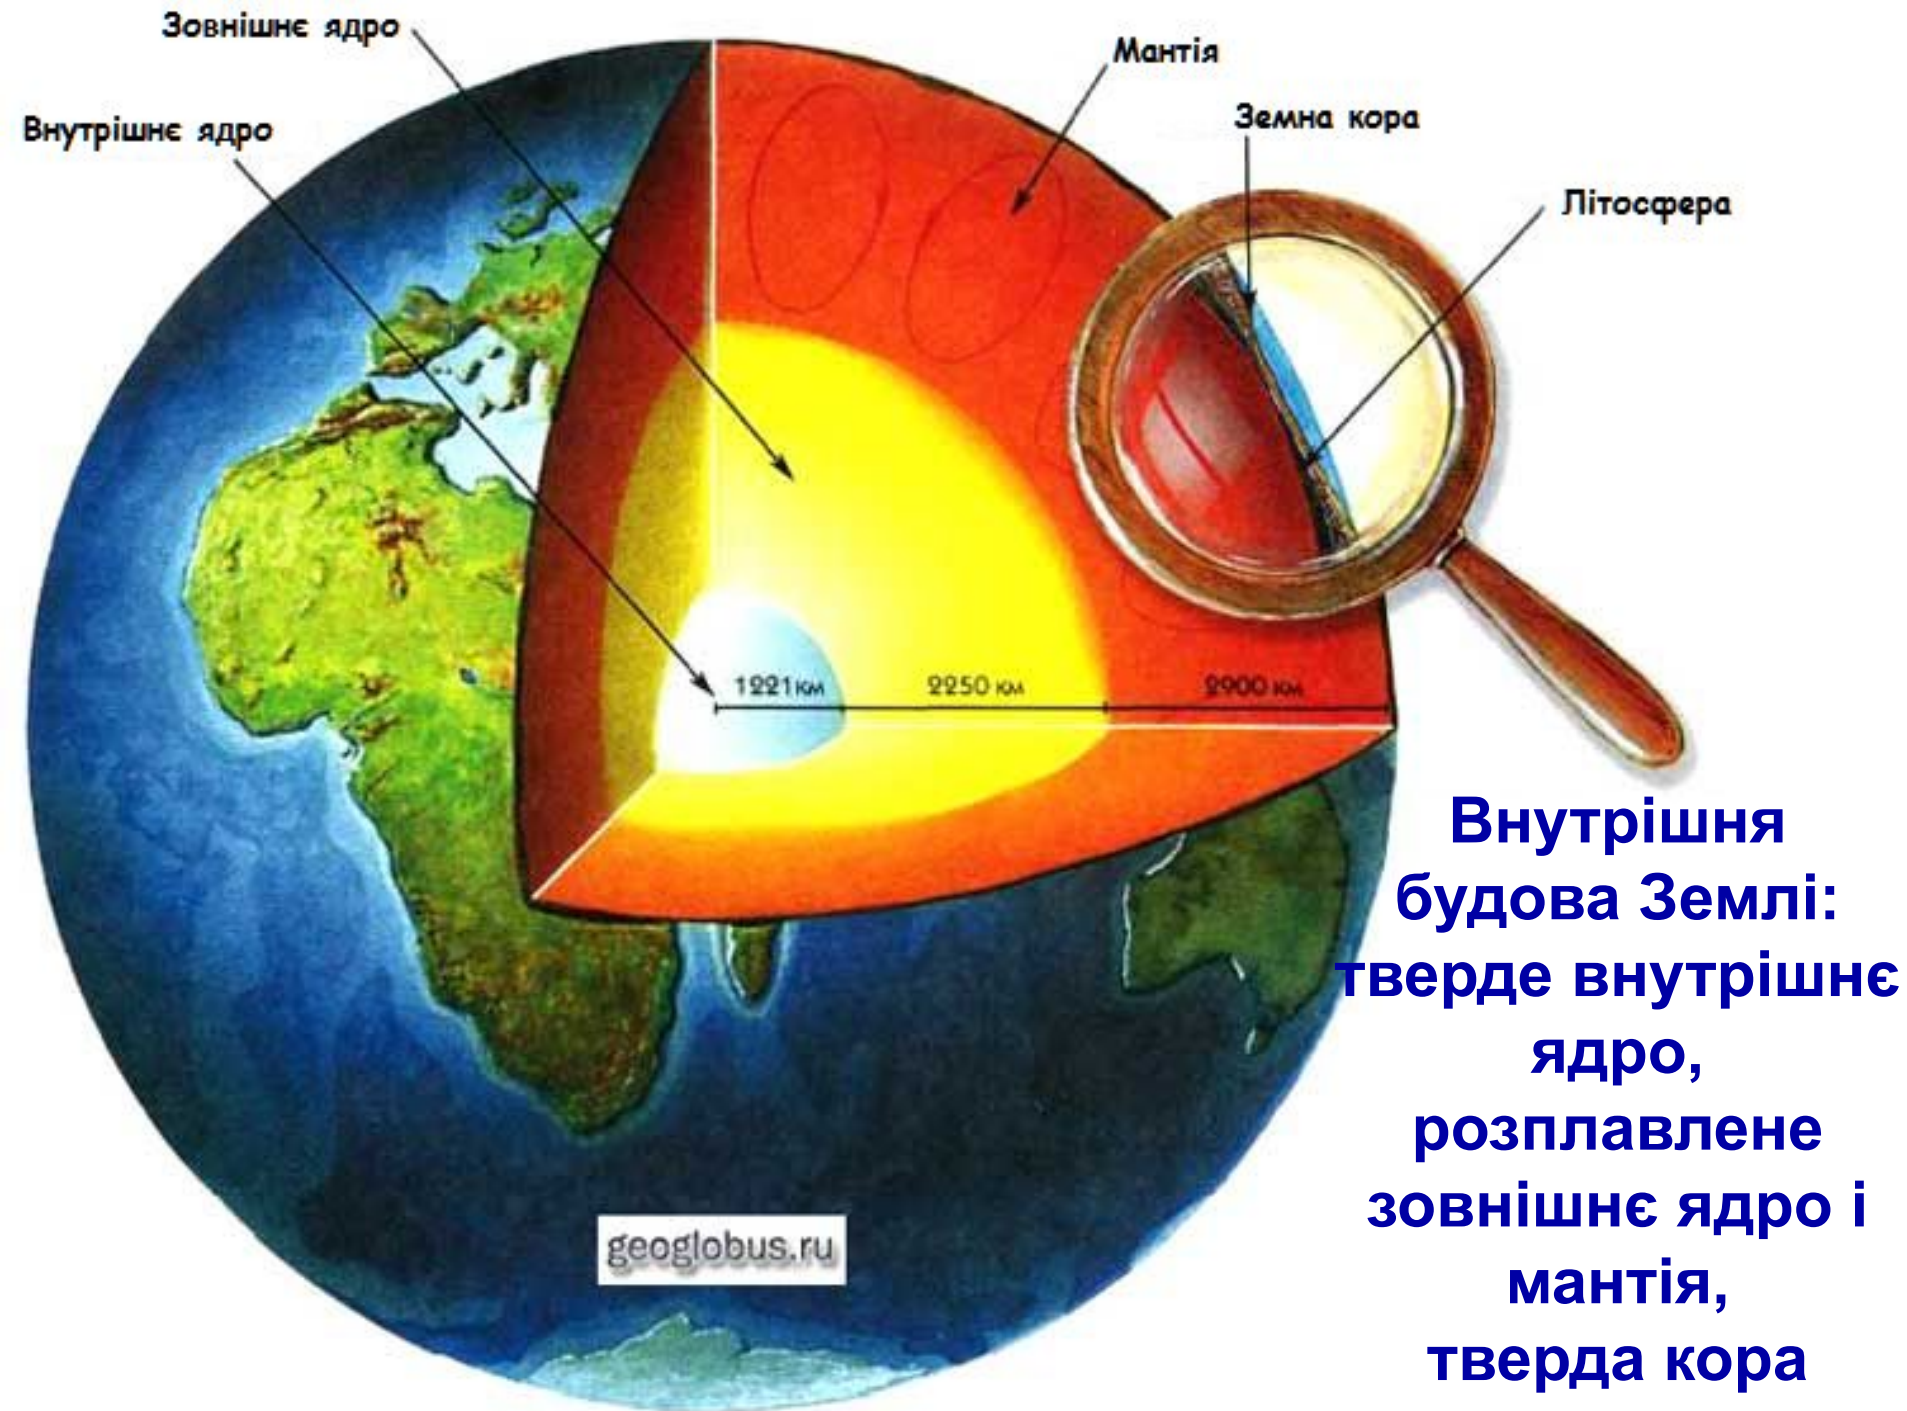 Зовнішнє ядро
Мантія
Внутрішнє ядро
Земна кора
Літосфера
1221 км
2250 км
2900 км
Внутрішня
будова Землі:
тверде внутрішнє
ядро,
розплавлене
зовнішнє ядро і
мантія,
тверда кора
geoglobus.ru